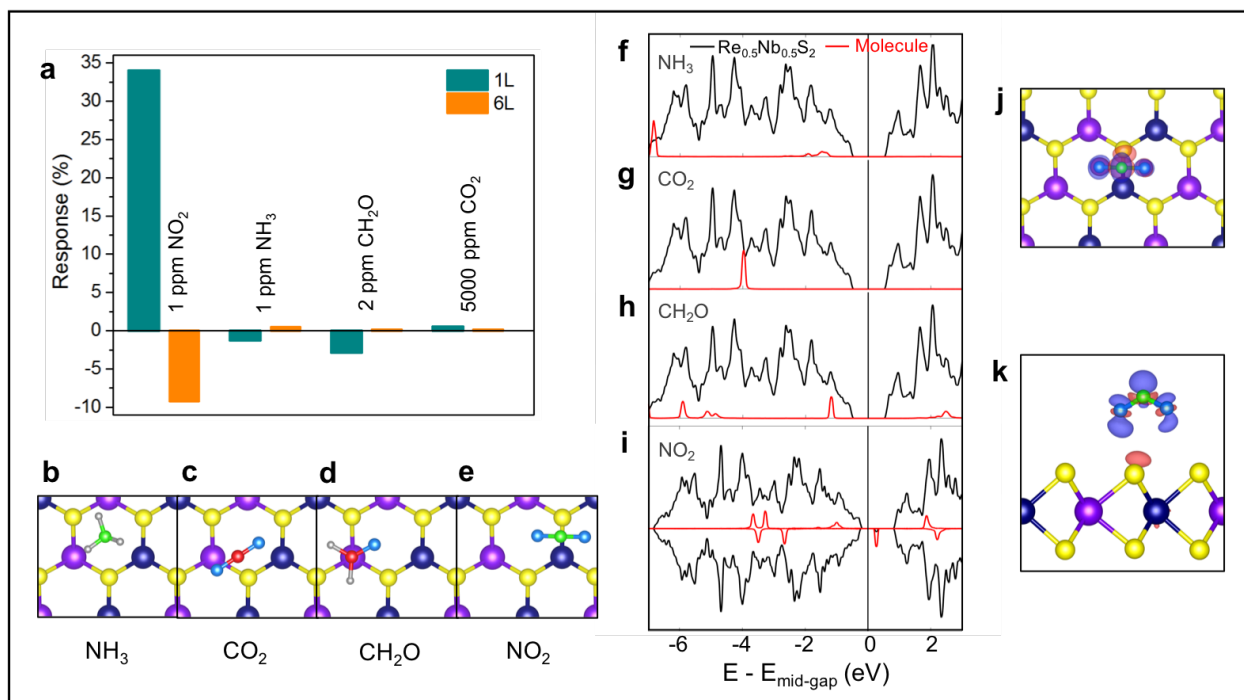 a
35
30
25
20
15
10
5
0
-5
-10
Response (%)
1L
6L
1 ppm NO₂
1 ppm NH₃
2 ppm CH₂O
5000 ppm CO₂
b
c
d
e
NH₃
CO₂
CH₂O
NO₂
Re₀.₅Nb₀.₅S₂ Molecule
f
NH₃
g
CO₂
h
CH₂O
i
NO₂
-6 -4 -2 0 2
E - Eₘᵢd₋gₐₚ (eV)
j
k